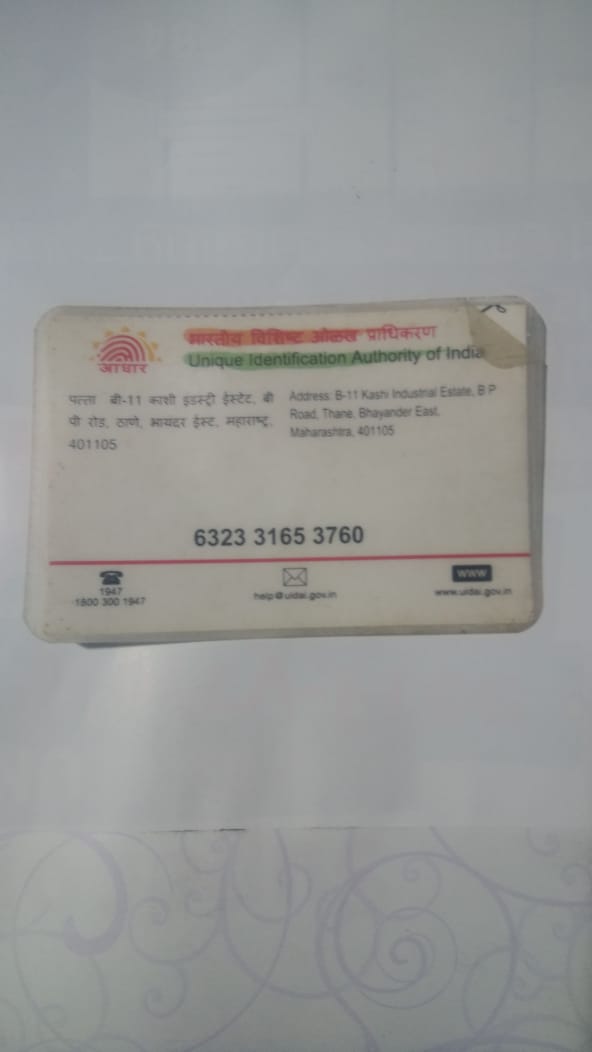 भारतीय विशिष्ट ओळख प्राधिकरण
Unique Identification Authority of India
आधार
पत्ता बी-11 काशी इडस्ट्री ईस्टेट, बी
पी रोड, ठाणे, भायदर ईस्ट, महाराष्ट्र,
401105
Address: B-11 Kashi Industrial Estate, B P
Road, Thane, Bhayander East,
Maharashtra, 401105
6323 3165 3760
1947
1800 300 1947
help@uidai.gov.in
WWW
www.uidai.gov.in